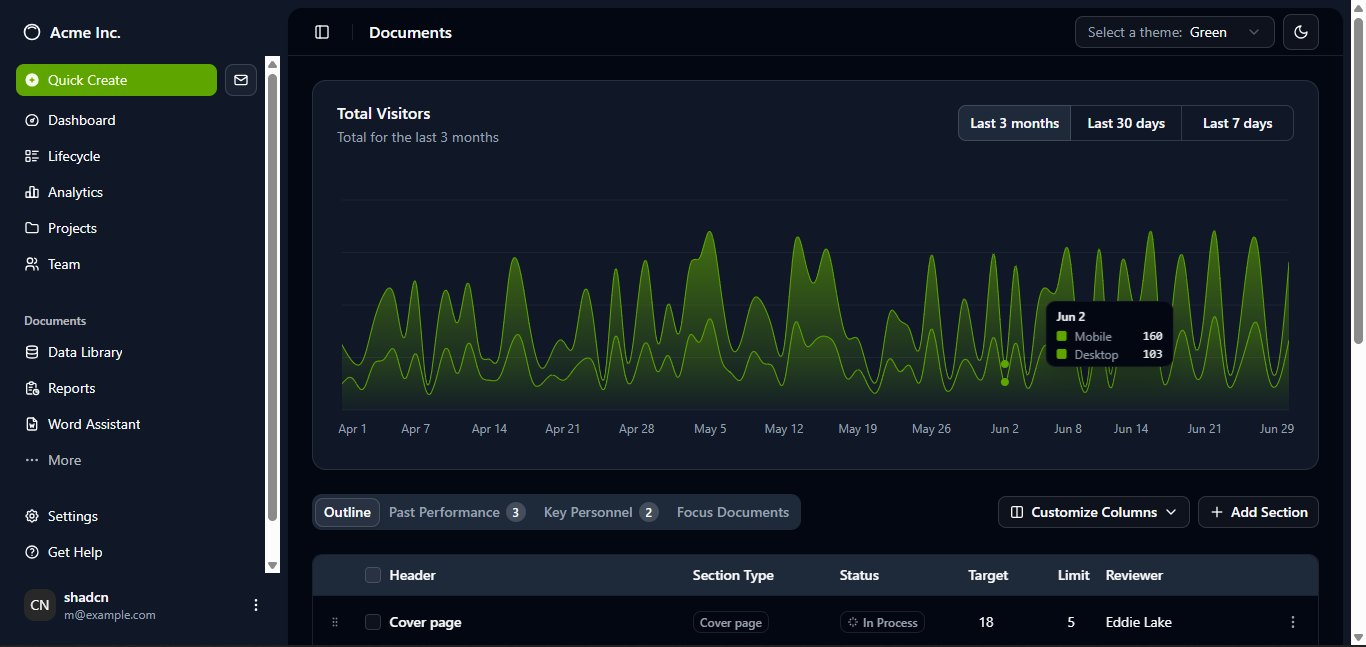 Acme Inc.
Quick Create
Dashboard
Lifecycle
Analytics
Projects
Team
Documents
Data Library
Reports
Word Assistant
More
Settings
Get Help
CN
shadcn
m@example.com
Documents
Select a theme: Green
Total Visitors
Total for the last 3 months
Last 3 months Last 30 days Last 7 days
Jun 2
Mobile 160
Desktop 103
Apr 1 Apr 7 Apr 14 Apr 21 Apr 28 May 5 May 12 May 19 May 26 Jun 2 Jun 8 Jun 14 Jun 21 Jun 29
Outline Past Performance 3 Key Personnel 2 Focus Documents
Customize Columns Add Section
Header Section Type Status Target Limit Reviewer
Cover page Cover page In Process 18 5 Eddie Lake